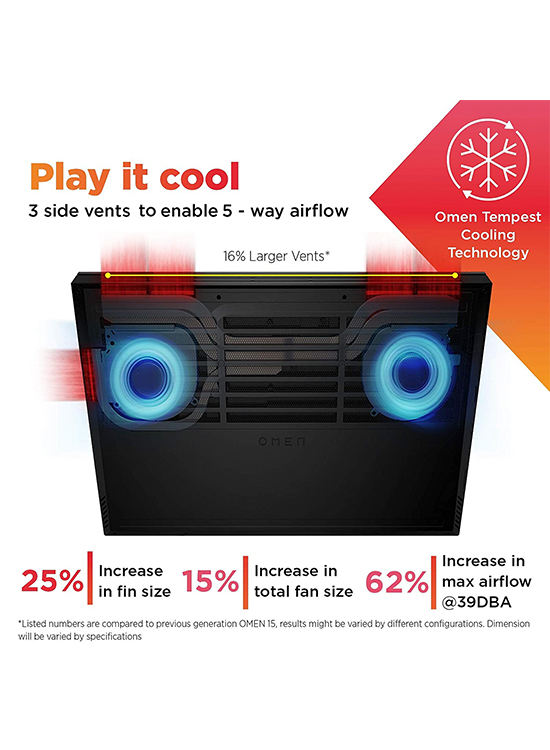 Play it cool
3 side vents to enable 5 - way airflow
Omen Tempest
Cooling
Technology
16% Larger Vents*
OMEN
25%
Increase
in fin size
15%
Increase in
total fan size
62%
Increase in
max airflow
@39DBA
*Listed numbers are compared to previous generation OMEN 15, results might be varied by different configurations. Dimension
will be varied by specifications